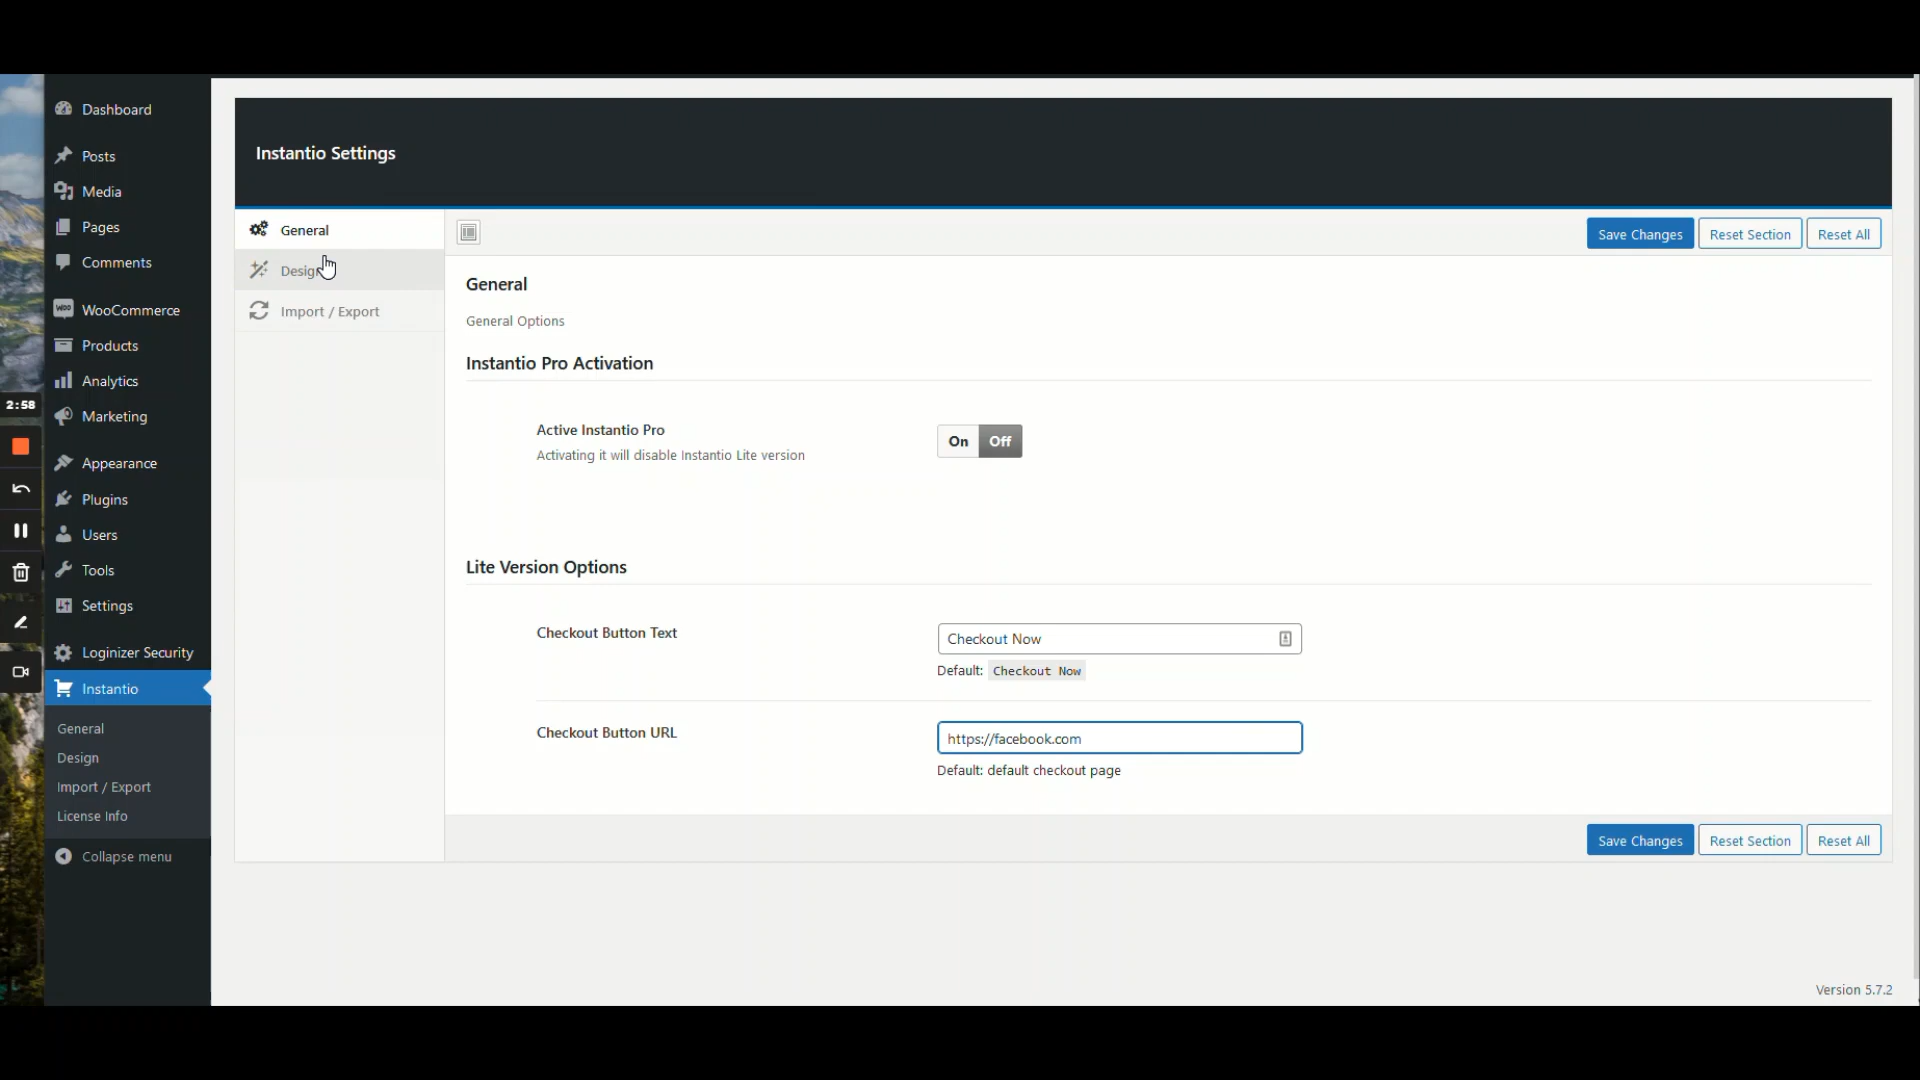 Dashboard
Posts
Media
Pages
Comments
WooCommerce
Products
Analytics
2:58
Marketing
Appearance
Plugins
Users
Tools
Settings
Loginizer Security
Instantio
General
Design
Import / Export
License Info
Collapse menu
Instantio Settings
General
Design
Import / Export
Save Changes
Reset Section
Reset All
General
General Options
Instantio Pro Activation
Active Instantio Pro
Activating it will disable Instantio Lite version
On Off
Lite Version Options
Checkout Button Text
Checkout Now
Default: Checkout Now
Checkout Button URL
https://facebook.com
Default: default checkout page
Save Changes
Reset Section
Reset All
Version 5.7.2